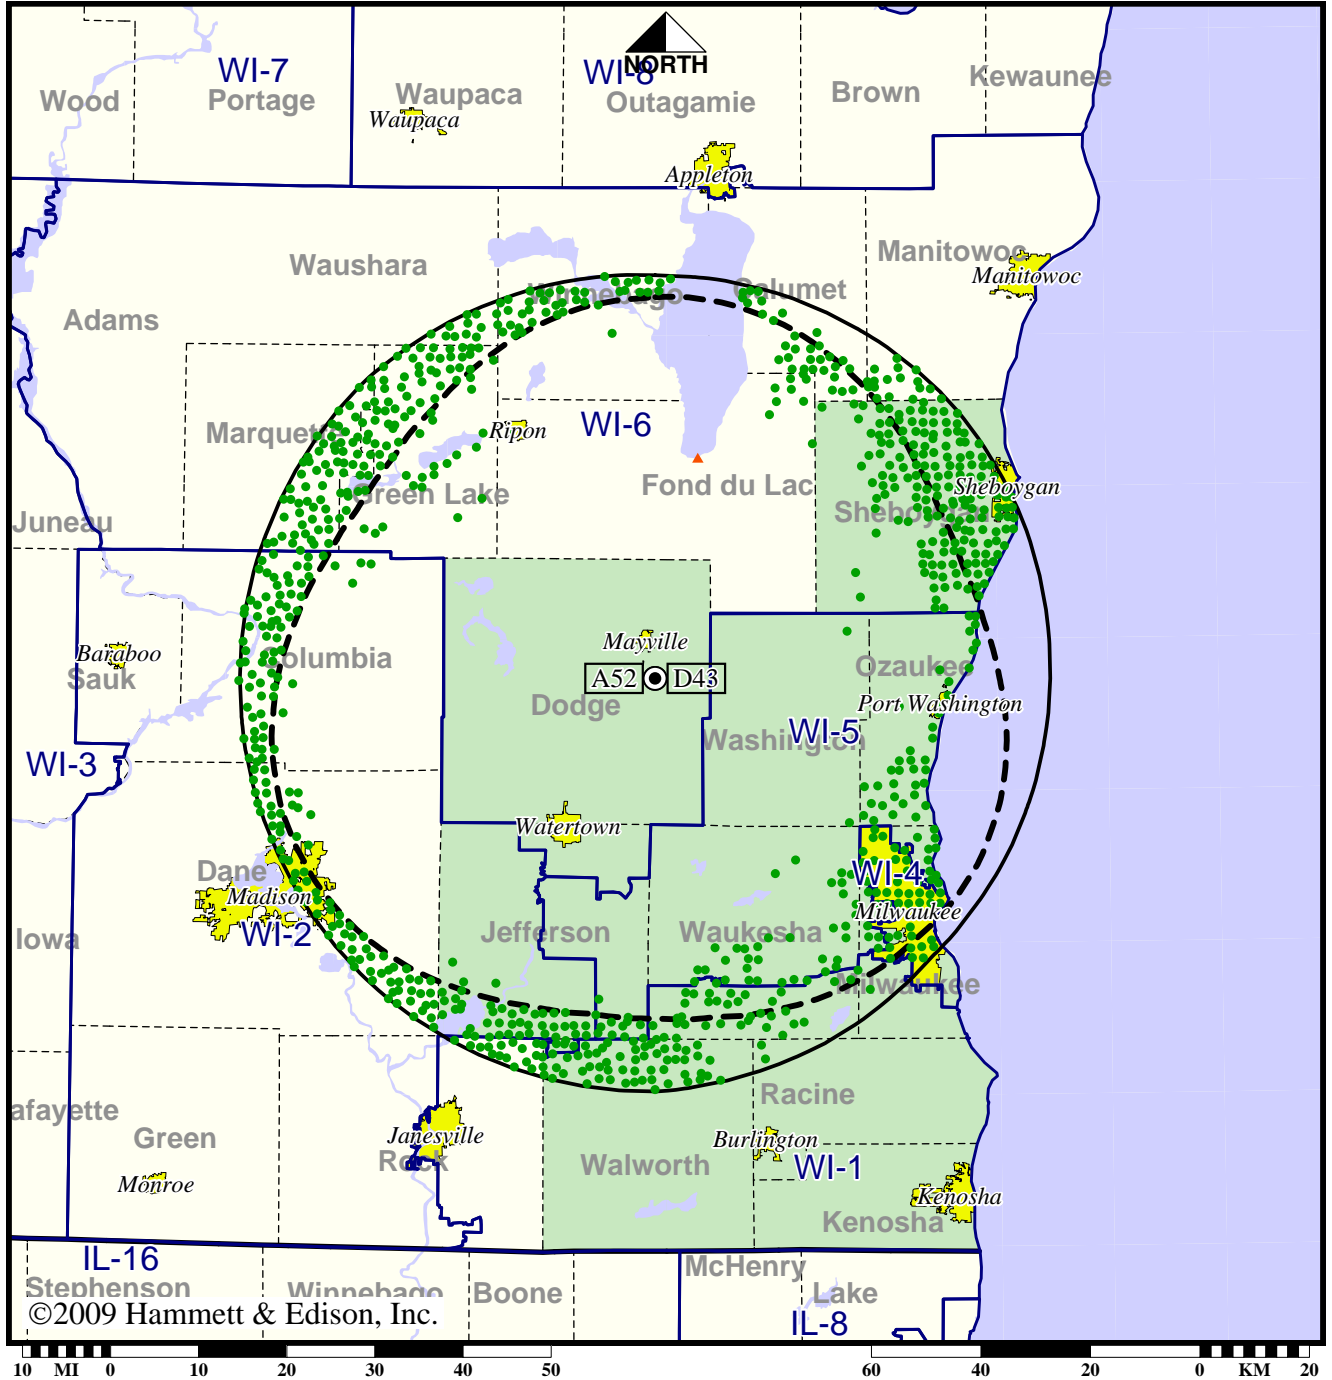 WI-7
WI-8
NORTH
Wood
Portage
Waupaca
Outagamie
Brown
Kewaunee
Waupaca
Appleton
Waushara
Manitowoc
Manitowoc
Adams
Winnebago
Calumet
Marquette
Ripon
WI-6
Green Lake
Fond du Lac
Sheboygan
Sheboygan
Juneau
Mayville
Baraboo
Sauk
Columbia
A52
D43
Dodge
Ozaukee
Port Washington
Washington
WI-5
WI-3
Watertown
Dane
Madison
WI-2
WI-4
Milwaukee
Iowa
Jefferson
Waukesha
Milwaukee
afayette
Green
Racine
Janesville
Rock
Burlington
Walworth
WI-1
Monroe
Kenosha
Kenosha
IL-16
McHenry
Stephenson
Winnebago
Boone
Lake
©2009 Hammett & Edison, Inc.
IL-8
10 MI 0 10 20 30 40 50 60 40 20 0 KM 20